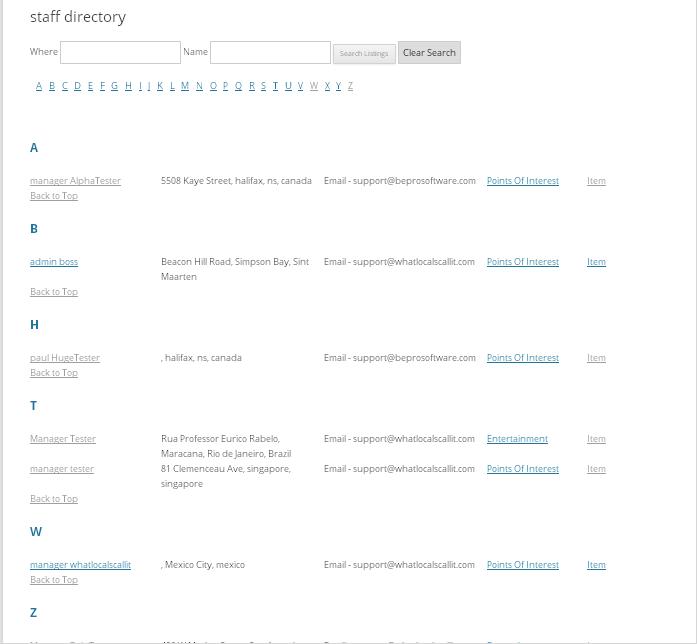 staff directory
Where Name Search Listings Clear Search
A B C D E F G H I J K L M N O P Q R S T U V W X Y Z
A
manager AlphaTester 5508 Kaye Street, halifax, ns, canada Email - support@beprosoftware.com Points Of Interest Item
Back to Top
B
admin boss Beacon Hill Road, Simpson Bay, Sint Email - support@whatlocalscallit.com Points Of Interest Item
Maarten
Back to Top
H
paul HugeTester , halifax, ns, canada Email - support@beprosoftware.com Points Of Interest Item
Back to Top
T
Manager Tester Rua Professor Eurico Rabelo, Email - support@whatlocalscallit.com Entertainment Item
Maracana, Rio de Janeiro, Brazil
manager tester 81 Clemenceau Ave, singapore, Email - support@whatlocalscallit.com Points Of Interest Item
singapore
Back to Top
W
manager whatlocalscallit , Mexico City, mexico Email - support@whatlocalscallit.com Points Of Interest Item
Back to Top
Z